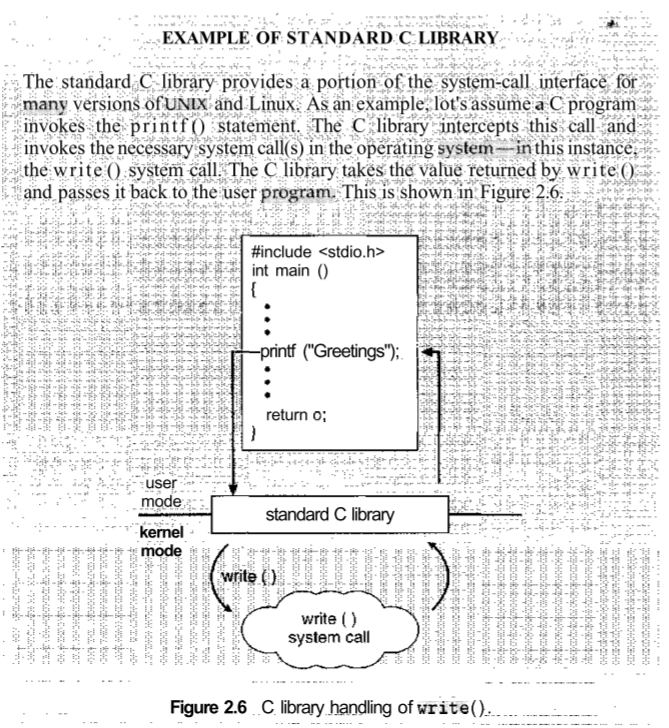 EXAMPLE OF STANDARD C LIBRARY
The standard C library provides a portion of the system-call interface for
many versions of UNIX and Linux. As an example, lot's assume a C program
invokes the printf() statement. The C library intercepts this call and
invokes the necessary system call(s) in the operating system—in this instance,
the write() system call. The C library takes the value returned by write()
and passes it back to the user program. This is shown in Figure 2.6.
#include <stdio.h>
int main ()
{
printf ("Greetings");
return o;
}
user
mode
standard C library
kernel
mode
write ()
write ()
system call
Figure 2.6 C library handling of write().